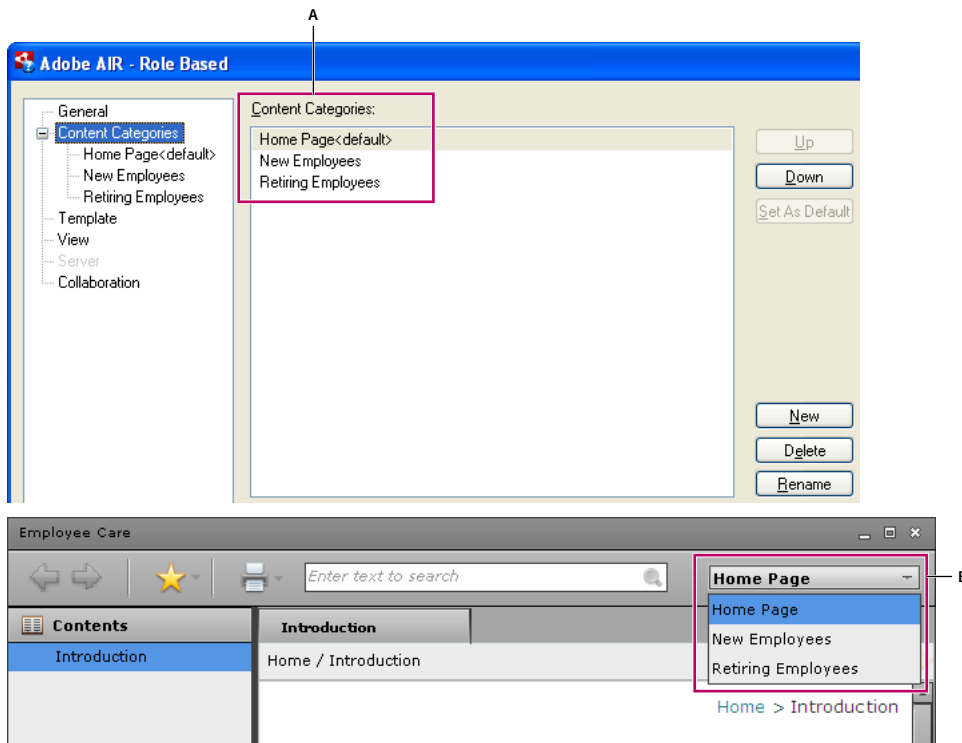 A
Adobe AIR - Role Based
General
Content Categories
Home Page<default>
New Employees
Retiring Employees
Template
View
Server
Collaboration
Content Categories:
Home Page<default>
New Employees
Retiring Employees
Up
Down
Set As Default
New
Delete
Rename
Employee Care
Enter text to search
Home Page
Home Page
New Employees
Retiring Employees
Contents
Introduction
Introduction
Home / Introduction
Home > Introduction